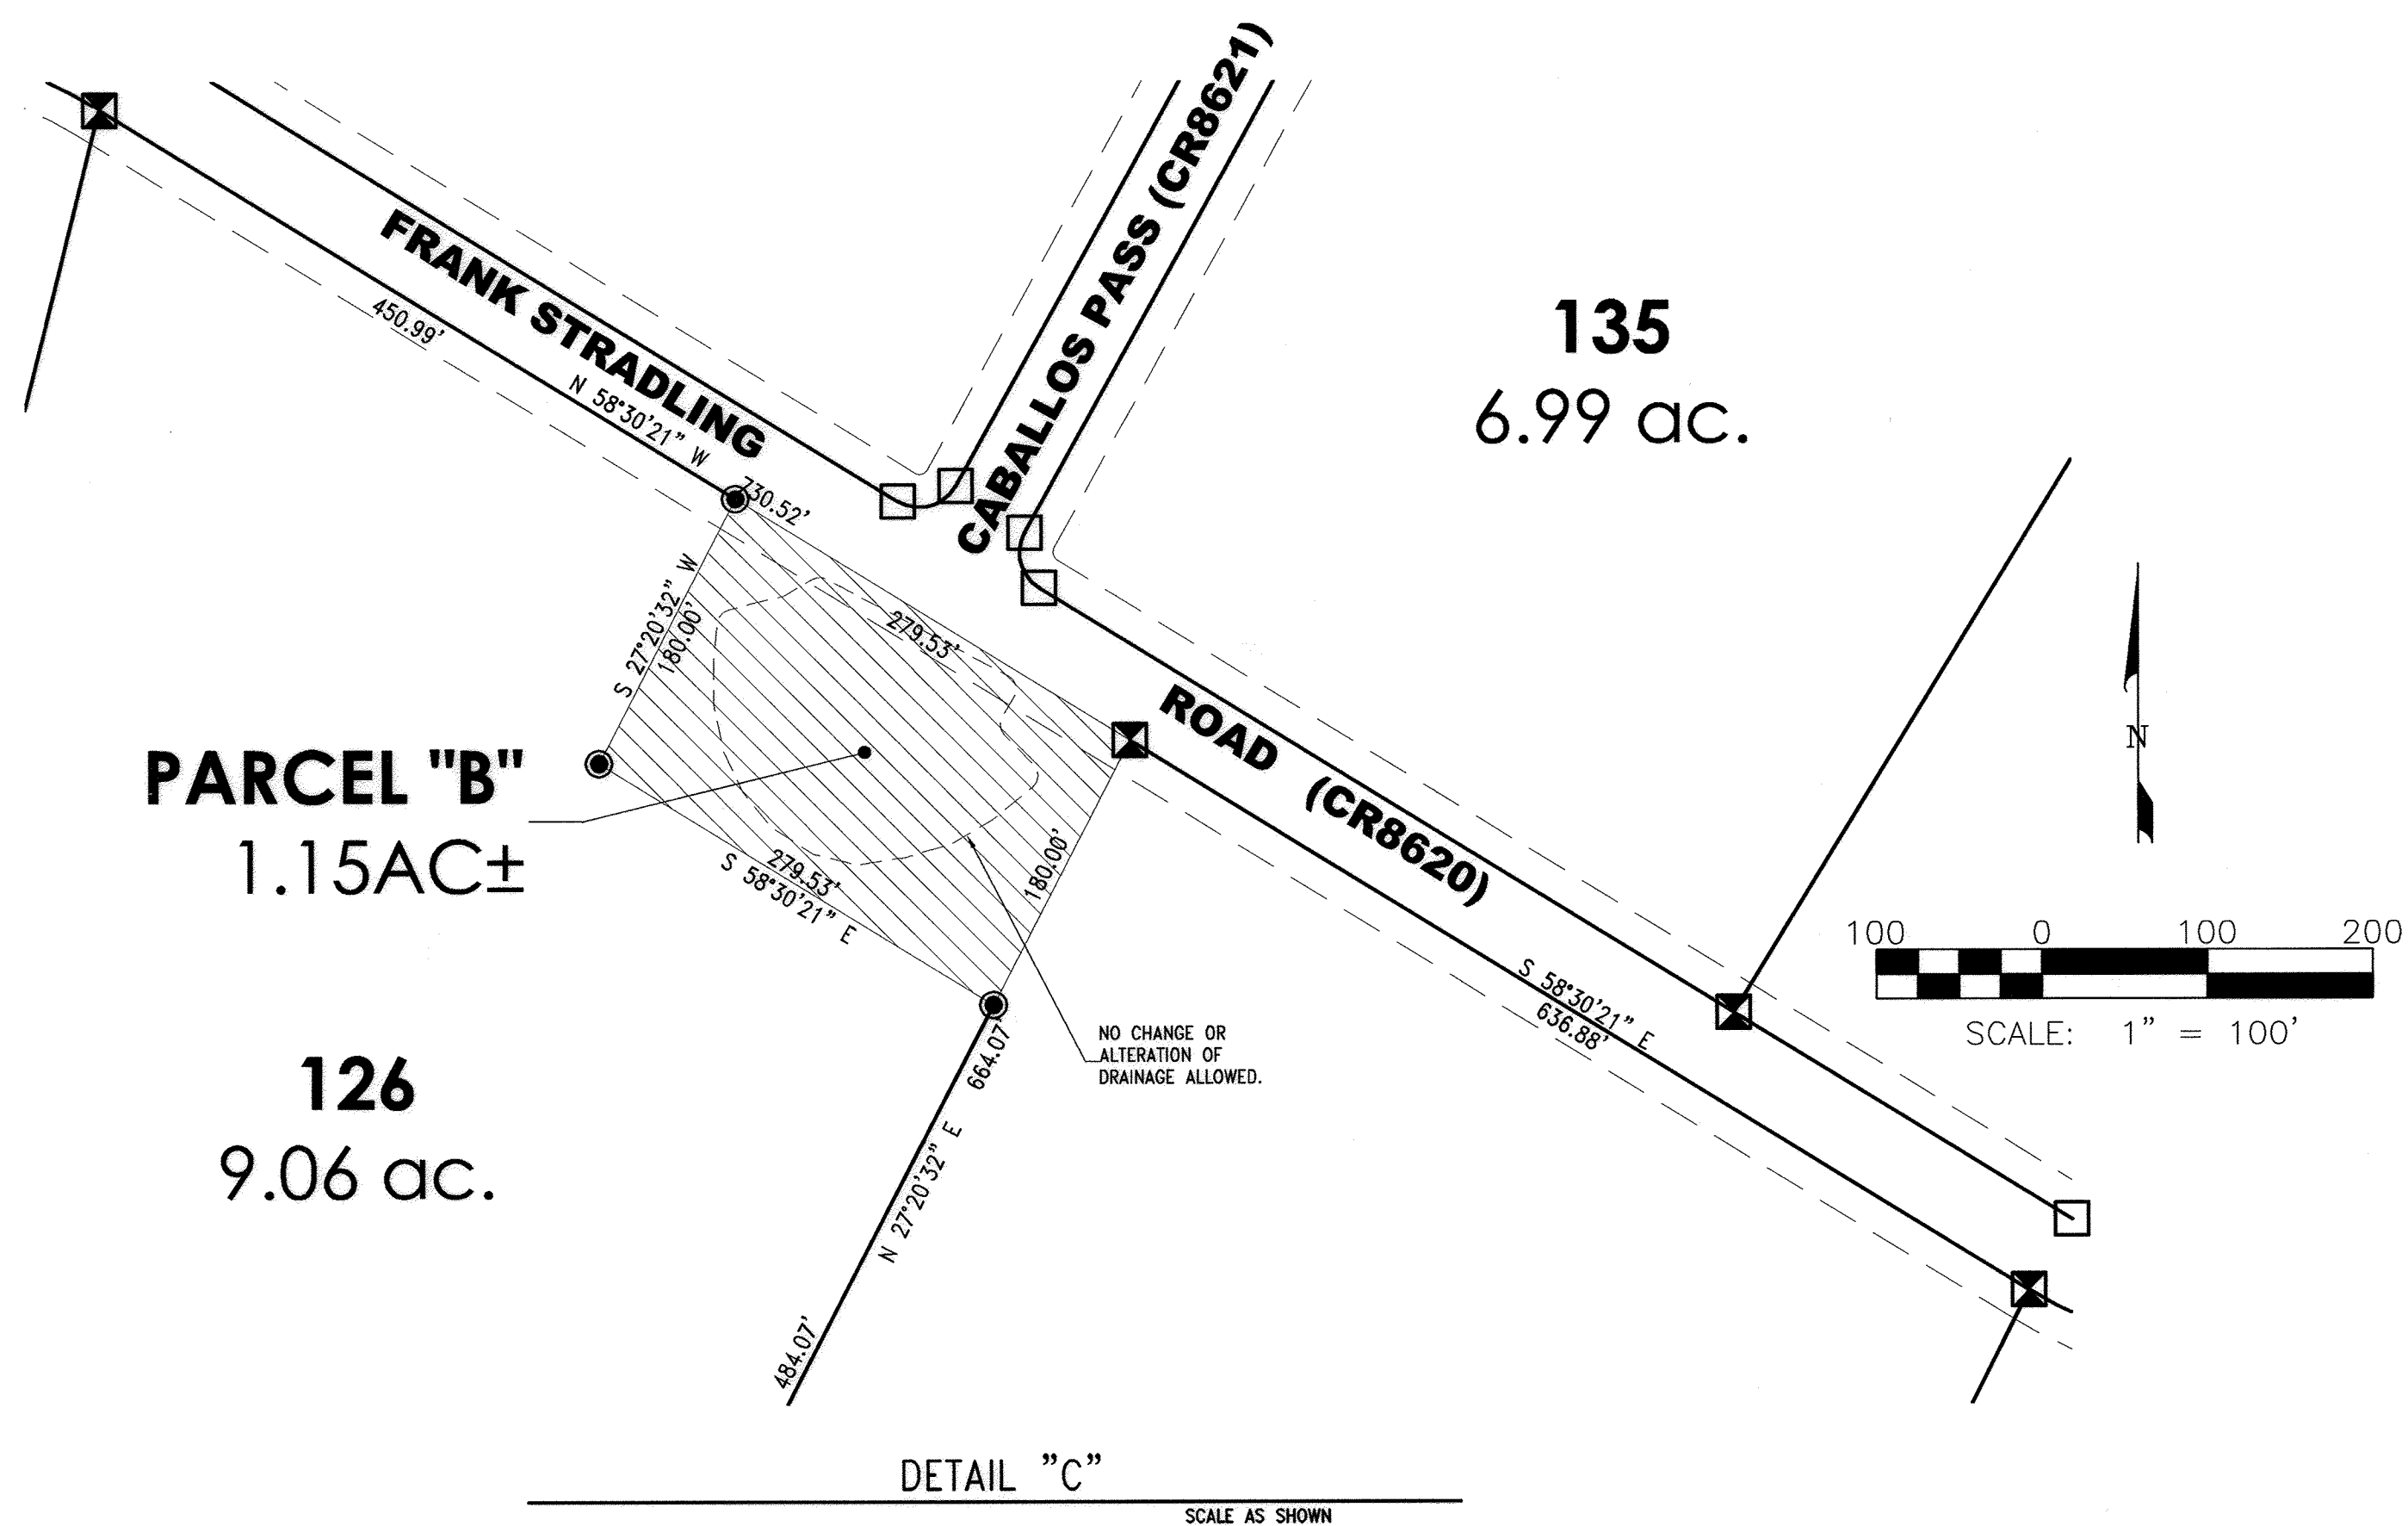 CABALLOS PASS (CR8621)
FRANK STRADLING
450.99'
N 58°30'21" W
730.52'
135
6.99 ac.
S 27°20'32" W
180.00'
279.53'
ROAD (CR8620)
N
PARCEL "B"
1.15AC±
180.00'
279.53'
S 58°30'21" E
100 0 100 200
SCALE: 1" = 100'
S 58°30'21" E
636.88'
NO CHANGE OR
ALTERATION OF
DRAINAGE ALLOWED.
126
9.06 ac.
664.07'
N 27°20'32" E
484.07'
DETAIL "C"
SCALE AS SHOWN